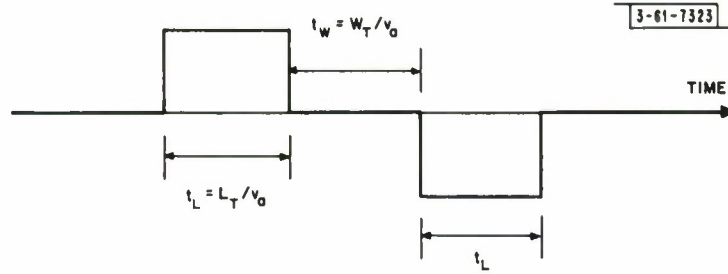 3-61-7323
t_W = W_T/v_a
TIME
t_L = L_T/v_a
t_L